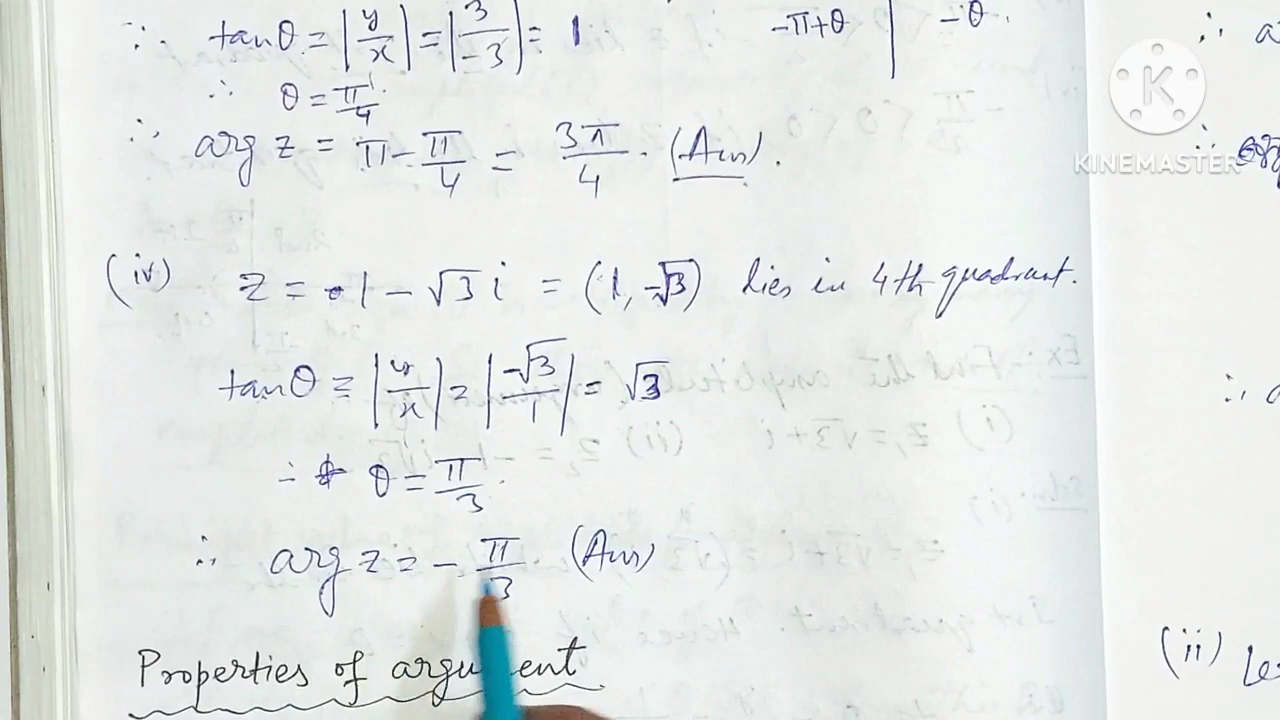 ∴ tanθ = |y/x| = |3/-3| = 1
-π+θ | -θ
∴ θ = π/4
∴ arg z = π - π/4 = 3π/4 . (Ans).
KINEMASTER
(iv) z = 1 - √3 i = (1, -√3) lies in 4th quadrant.
tanθ = |y/x| = |-√3/1| = √3
∴ θ = π/3
∴ arg z = - π/3 (Ans)
Properties of argument
(ii)